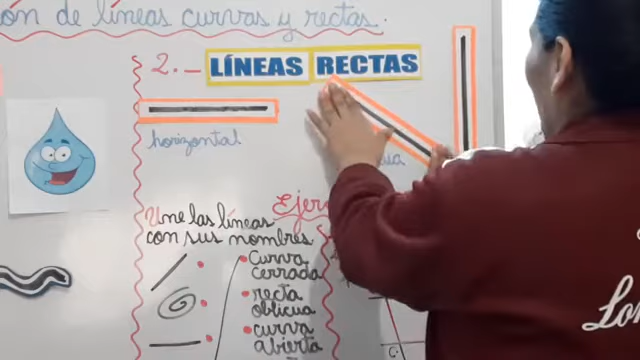 ón de líneas curvas y rectas.
2.- LÍNEAS RECTAS
horizontal
Une las líneas
con sus nombres
curva
cerrada
recta
oblicua
curva
abierta
C.